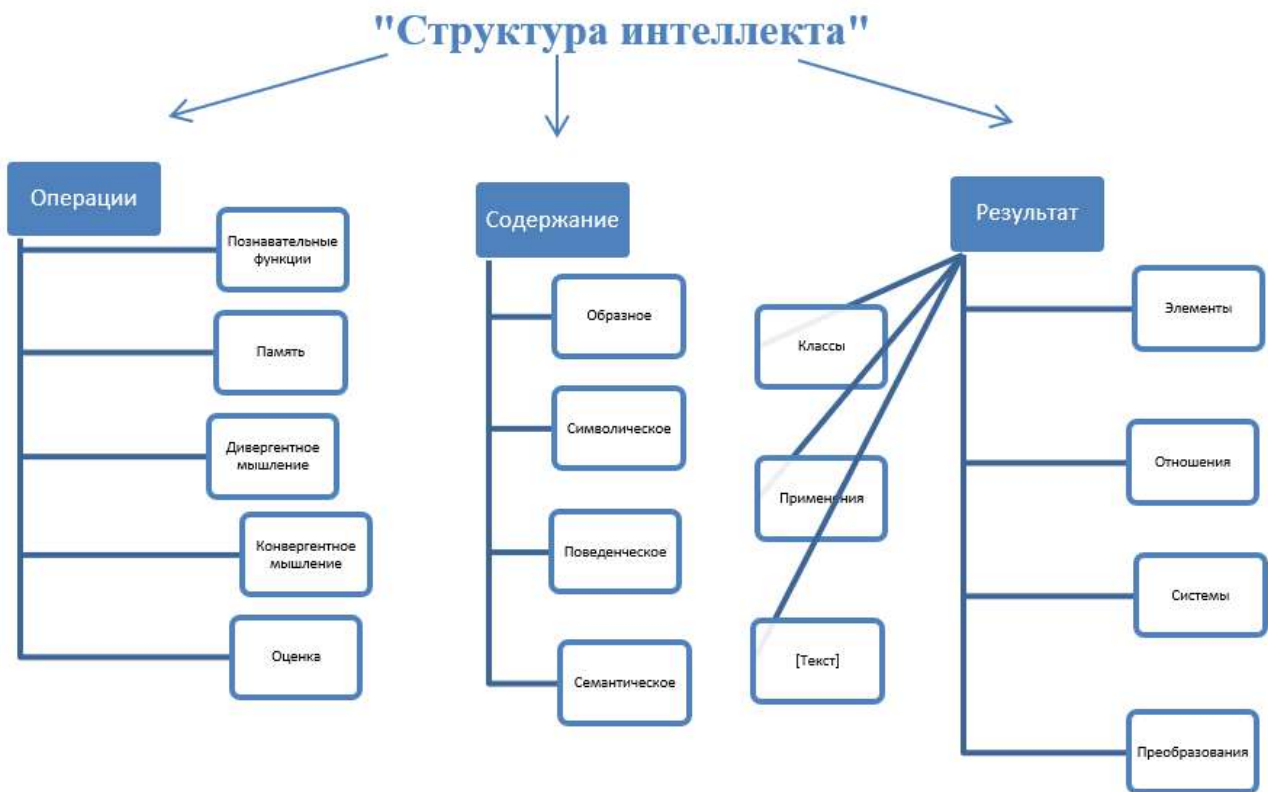 "Структура интеллекта"
Операции
Познавательные
функции
Память
Дивергентное
мышление
Конвергентное
мышление
Оценка
Содержание
Образное
Символическое
Поведенческое
Семантическое
Результат
Классы
Применения
[Текст]
Элементы
Отношения
Системы
Преобразования